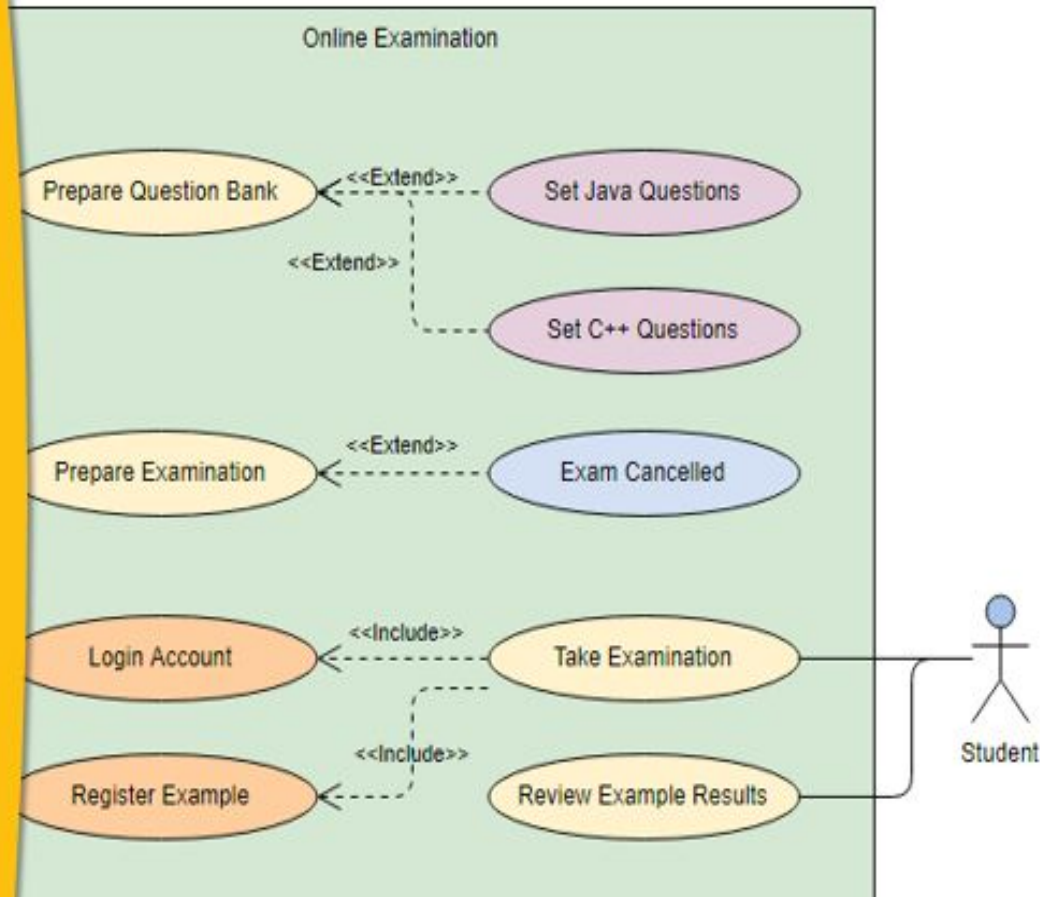 Online Examination
Prepare Question Bank
<<Extend>>
Set Java Questions
<<Extend>>
Set C++ Questions
Prepare Examination
<<Extend>>
Exam Cancelled
Login Account
<<Include>>
Take Examination
<<Include>>
Student
Register Example
Review Example Results